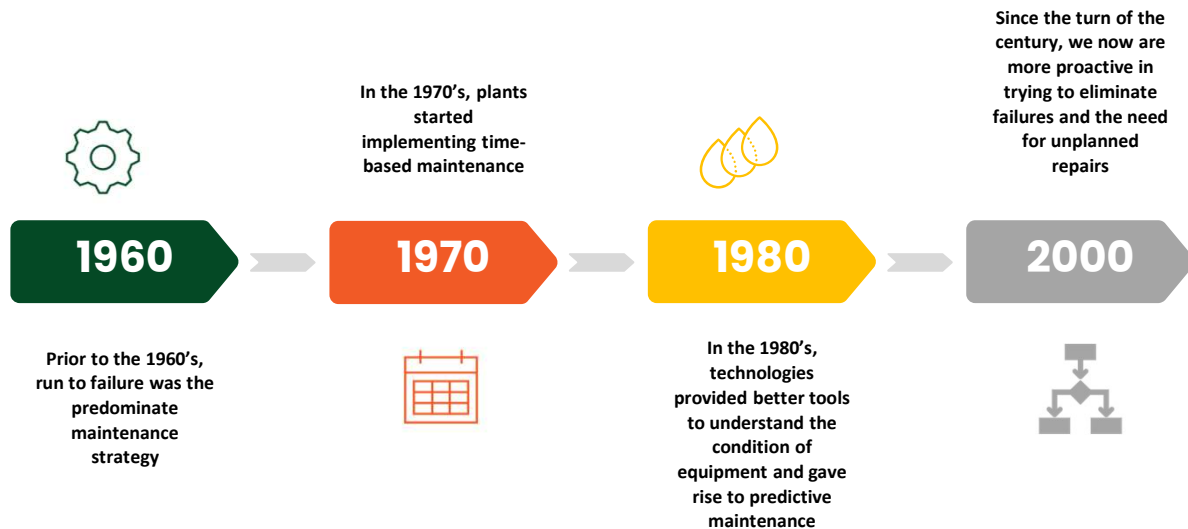 1960
Prior to the 1960’s,
run to failure was the
predominate
maintenance
strategy
In the 1970’s, plants
started
implementing time-
based maintenance
1970
1980
In the 1980’s,
technologies
provided better tools
to understand the
condition of
equipment and gave
rise to predictive
maintenance
Since the turn of the
century, we now are
more proactive in
trying to eliminate
failures and the need
for unplanned
repairs
2000